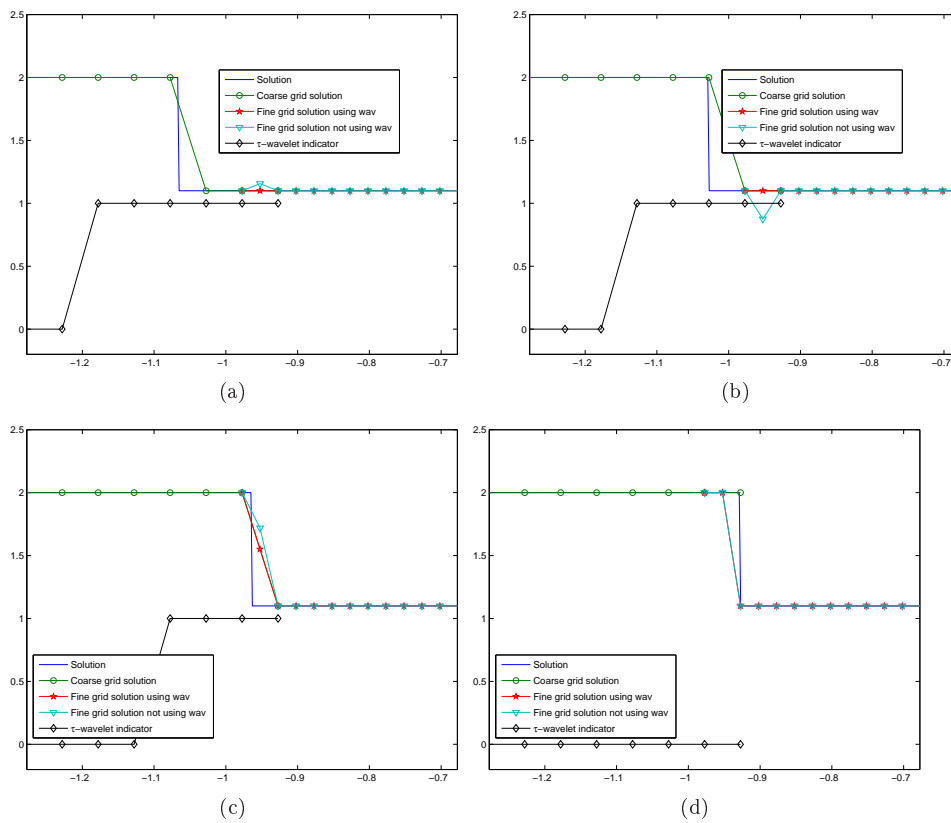 2.5
2
1.5
1
0.5
0
−1.2 −1.1 −1 −0.9 −0.8 −0.7
Solution
Coarse grid solution
Fine grid solution using wav
Fine grid solution not using wav
τ−wavelet indicator
(a)
2.5
2
1.5
1
0.5
0
−1.2 −1.1 −1 −0.9 −0.8 −0.7
Solution
Coarse grid solution
Fine grid solution using wav
Fine grid solution not using wav
τ−wavelet indicator
(b)
2.5
2
1.5
1
0.5
0
−1.2 −1.1 −1 −0.9 −0.8 −0.7
Solution
Coarse grid solution
Fine grid solution using wav
Fine grid solution not using wav
τ−wavelet indicator
(c)
2.5
2
1.5
1
0.5
0
−1.2 −1.1 −1 −0.9 −0.8 −0.7
Solution
Coarse grid solution
Fine grid solution using wav
Fine grid solution not using wav
τ−wavelet indicator
(d)